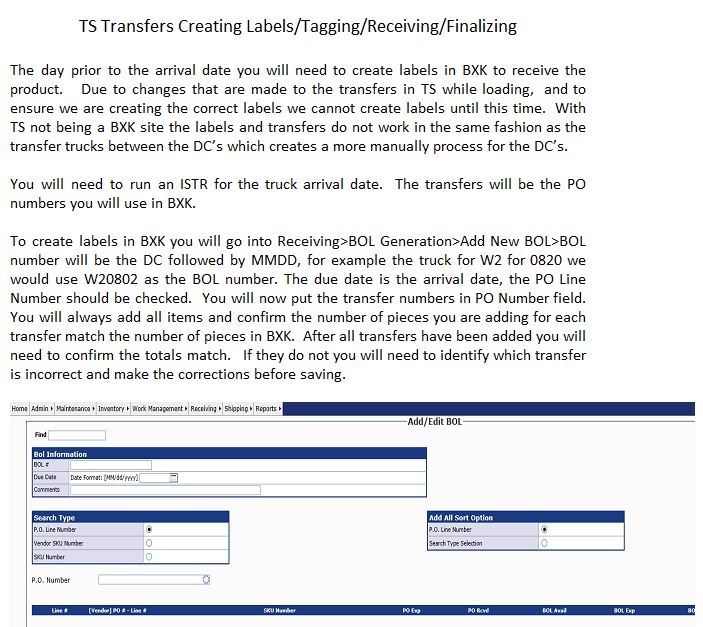 TS Transfers Creating Labels/Tagging/Receiving/Finalizing
The day prior to the arrival date you will need to create labels in BXK to receive the
product. Due to changes that are made to the transfers in TS while loading, and to
ensure we are creating the correct labels we cannot create labels until this time. With
TS not being a BXK site the labels and transfers do not work in the same fashion as the
transfer trucks between the DC's which creates a more manually process for the DC's.
You will need to run an ISTR for the truck arrival date. The transfers will be the PO
numbers you will use in BXK.
To create labels in BXK you will go into Receiving>BOL Generation>Add New BOL>BOL
number will be the DC followed by MMDD, for example the truck for W2 for 0820 we
would use W20802 as the BOL number. The due date is the arrival date, the PO Line
Number should be checked. You will now put the transfer numbers in PO Number field.
You will always add all items and confirm the number of pieces you are adding for each
transfer match the number of pieces in BXK. After all transfers have been added you will
need to confirm the totals match. If they do not you will need to identify which transfer
is incorrect and make the corrections before saving.
Home Admin Maintenance Inventory Work Management Receiving Shipping Reports
Add/Edit BOL
Find
Bol Information
BOL #
Due Date Date Format: [MM/dd/yyyy]
Comments
Search Type Add All Sort Option
P.O. Line Number P.O. Line Number
Vendor SKU Number Search Type Selection
SKU Number
P.O. Number
Line # [Vendor] PO # - Line # SKU Number PO Exp PO Rcvd BOL Avail BOL Exp BO